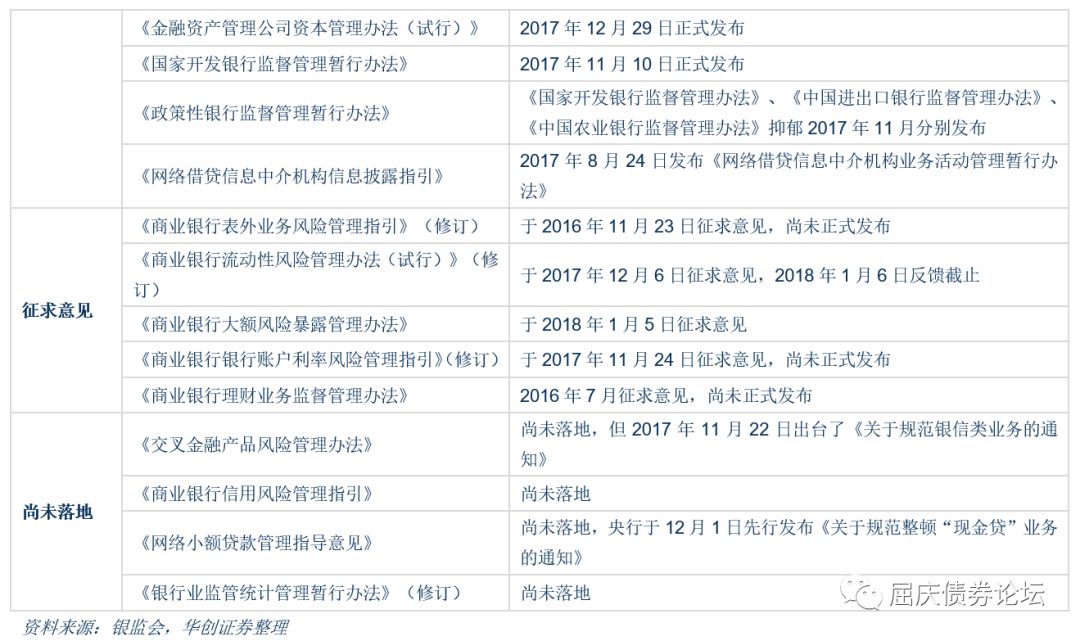 《金融资产管理公司资本管理办法（试行）》
2017 年 12 月 29 日正式发布
《国家开发银行监督管理暂行办法》
2017 年 11 月 10 日正式发布
《政策性银行监督管理暂行办法》
《国家开发银行监督管理办法》、《中国进出口银行监督管理办法》、
《中国农业银行监督管理办法》抑郁 2017 年 11 月分别发布
《网络借贷信息中介机构信息披露指引》
2017 年 8 月 24 日发布《网络借贷信息中介机构业务活动管理暂行办
法》
征求意见
《商业银行表外业务风险管理指引》（修订）
于 2016 年 11 月 23 日征求意见，尚未正式发布
《商业银行流动性风险管理办法（试行）》（修
订）
于 2017 年 12 月 6 日征求意见，2018 年 1 月 6 日反馈截止
《商业银行大额风险暴露管理办法》
于 2018 年 1 月 5 日征求意见
《商业银行银行账户利率风险管理指引》（修订）
于 2017 年 11 月 24 日征求意见，尚未正式发布
《商业银行理财业务监督管理办法》
2016 年 7 月征求意见，尚未正式发布
尚未落地
《交叉金融产品风险管理办法》
尚未落地，但 2017 年 11 月 22 日出台了《关于规范银信类业务的通
知》
《商业银行信用风险管理指引》
尚未落地
《网络小额贷款管理指导意见》
尚未落地，央行于 12 月 1 日先行发布《关于规范整顿“现金贷”业务
的通知》
《银行业监管统计管理暂行办法》（修订）
尚未落地
屈庆债券论坛
资料来源：银监会，华创证券整理